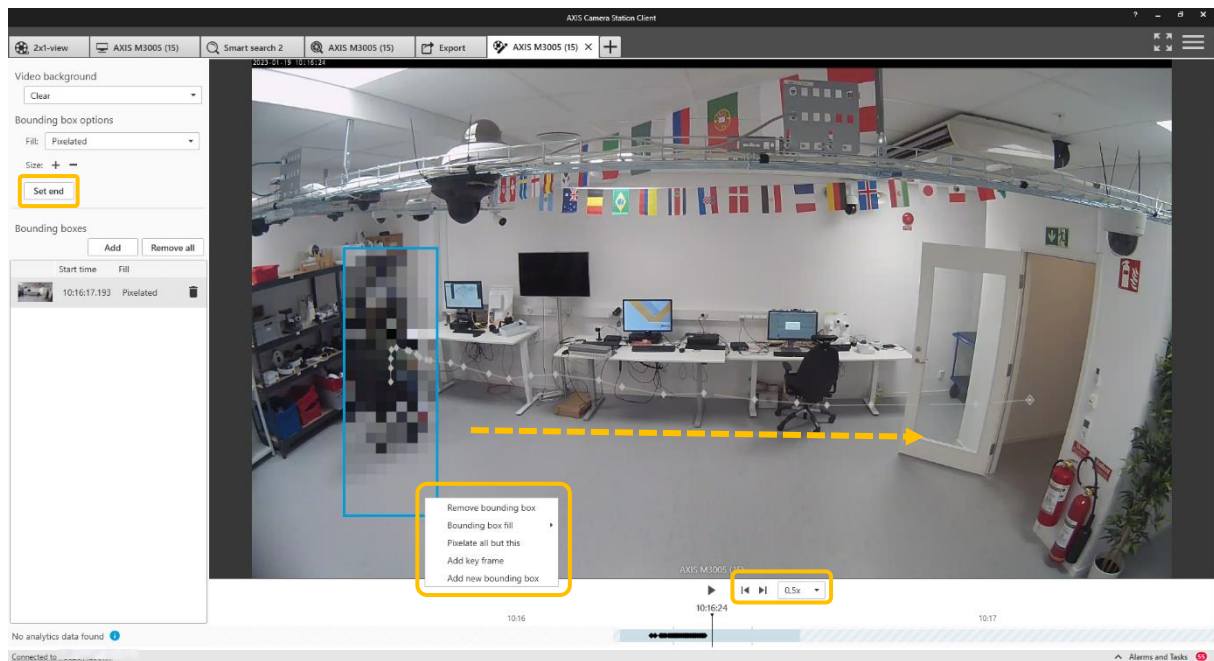 AXIS Camera Station Client
2x1-view
AXIS M3005 (15)
Smart search 2
AXIS M3005 (15)
Export
AXIS M3005 (15)
Video background
Clear
Bounding box options
Fill: Pixelated
Size: + −
Set end
Bounding boxes
Add Remove all
Start time Fill
10:16:17.193 Pixelated
2023-01-19 10:16:24
Remove bounding box
Bounding box fill
Pixelate all but this
Add key frame
Add new bounding box
AXIS M3005 (15)
0.5x
10:16:24
10:16
10:17
No analytics data found
Connected to
Alarms and Tasks 55